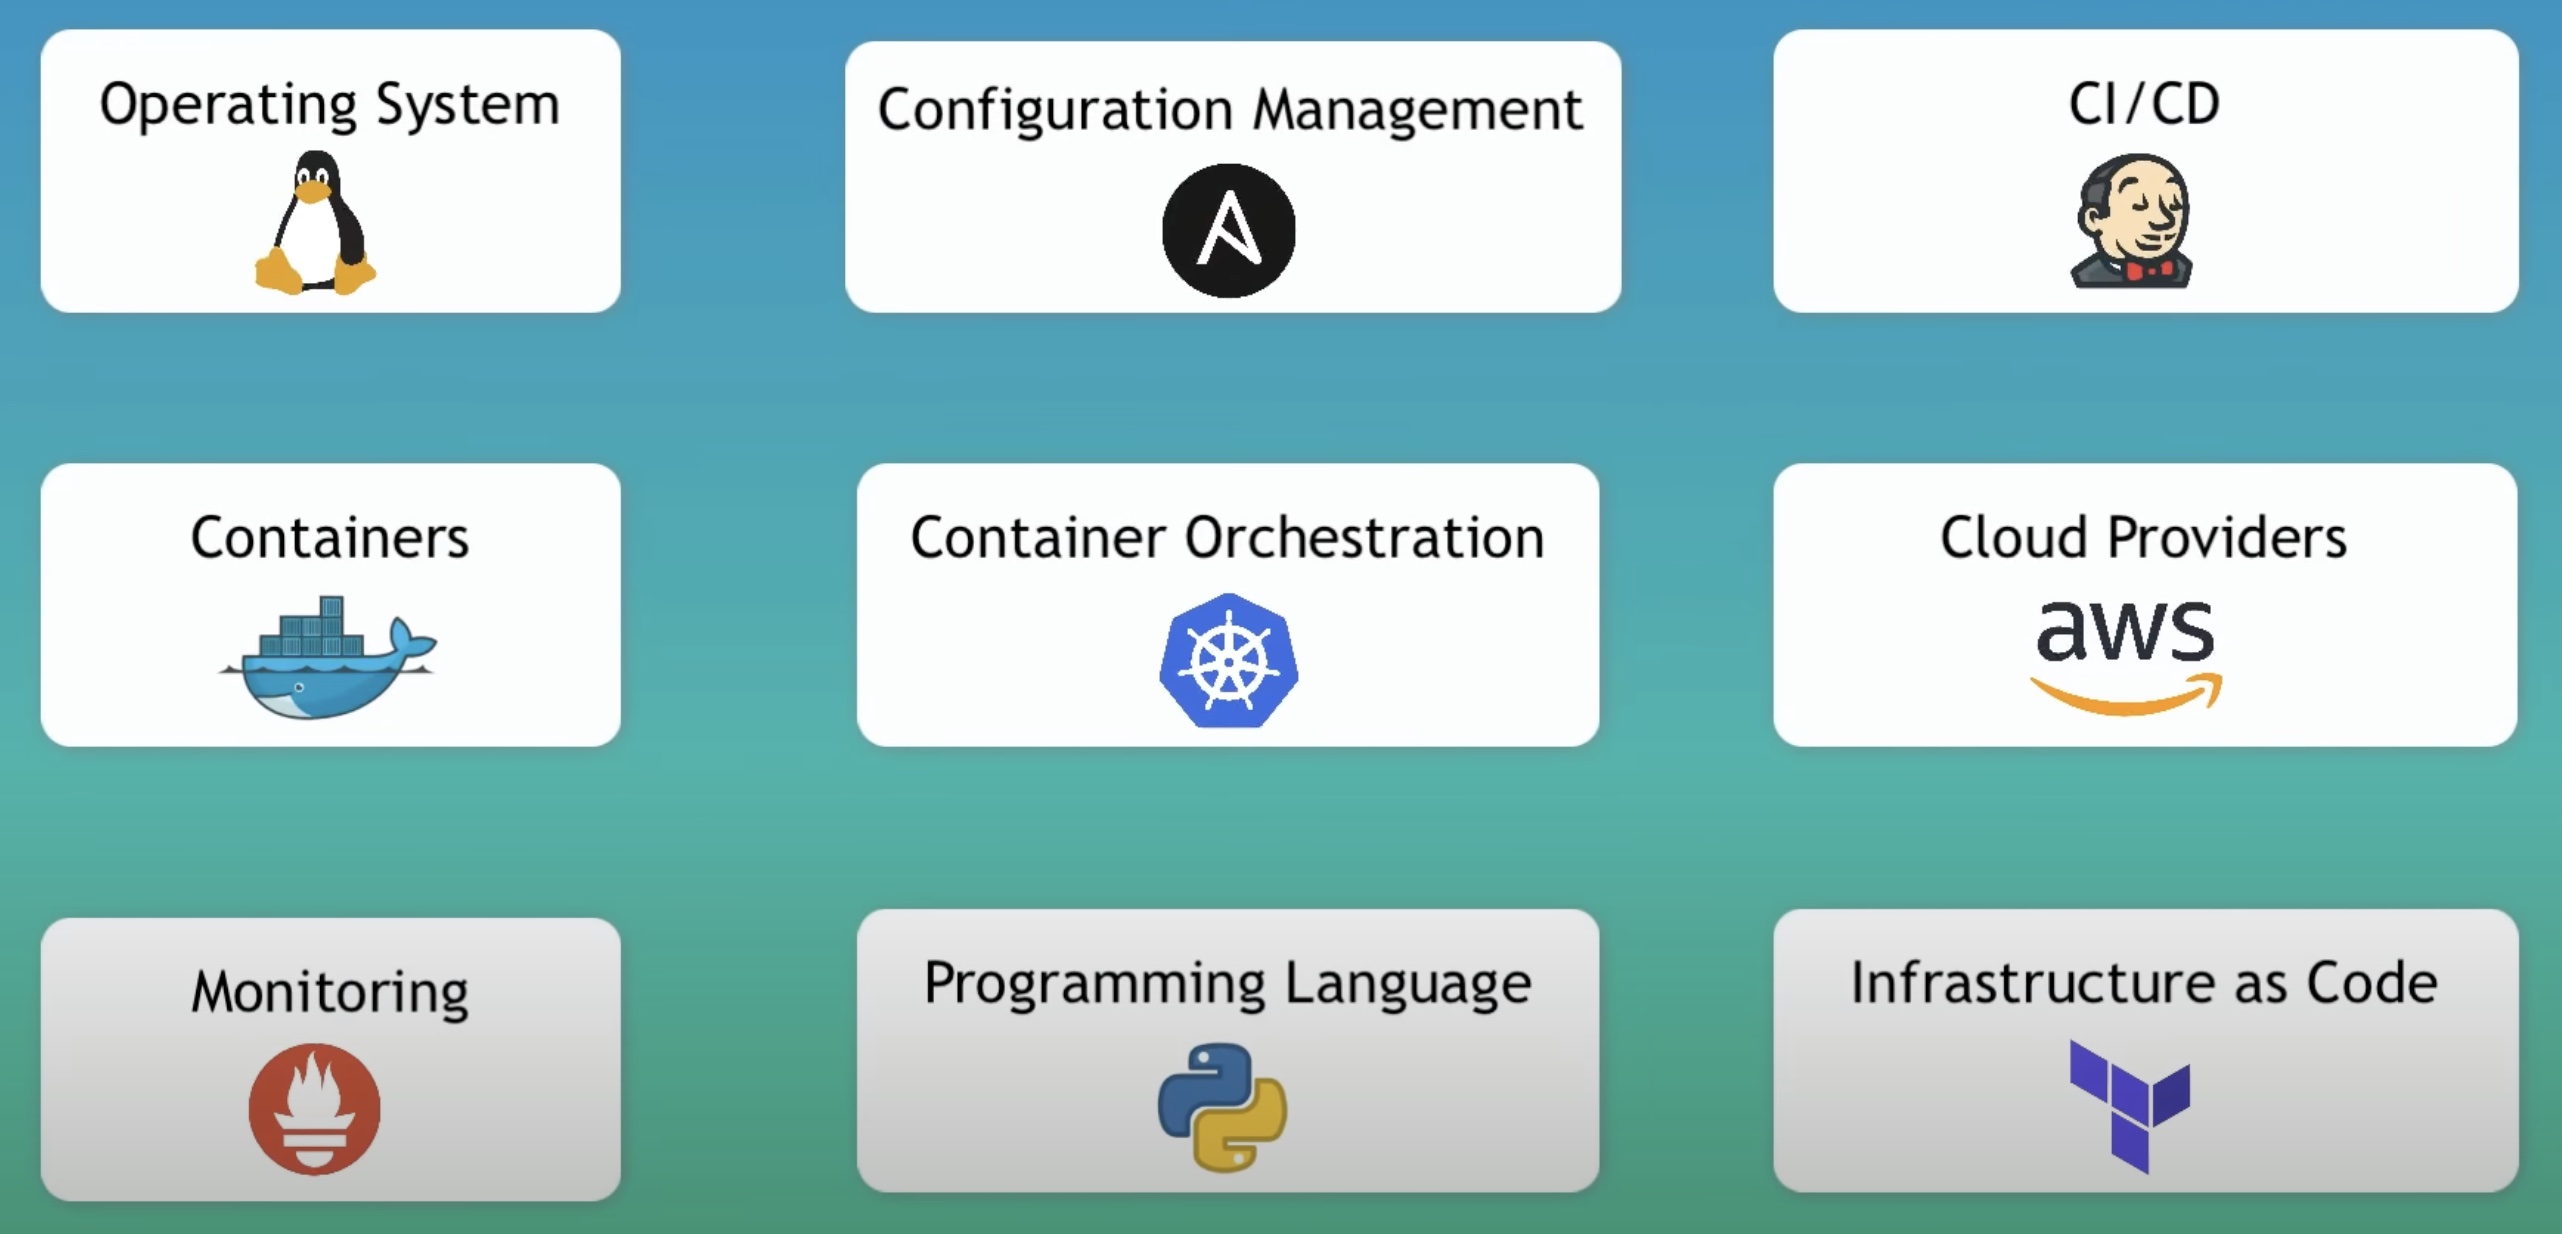 Operating System
Configuration Management
CI/CD
Containers
Container Orchestration
Cloud Providers
aws
Monitoring
Programming Language
Infrastructure as Code